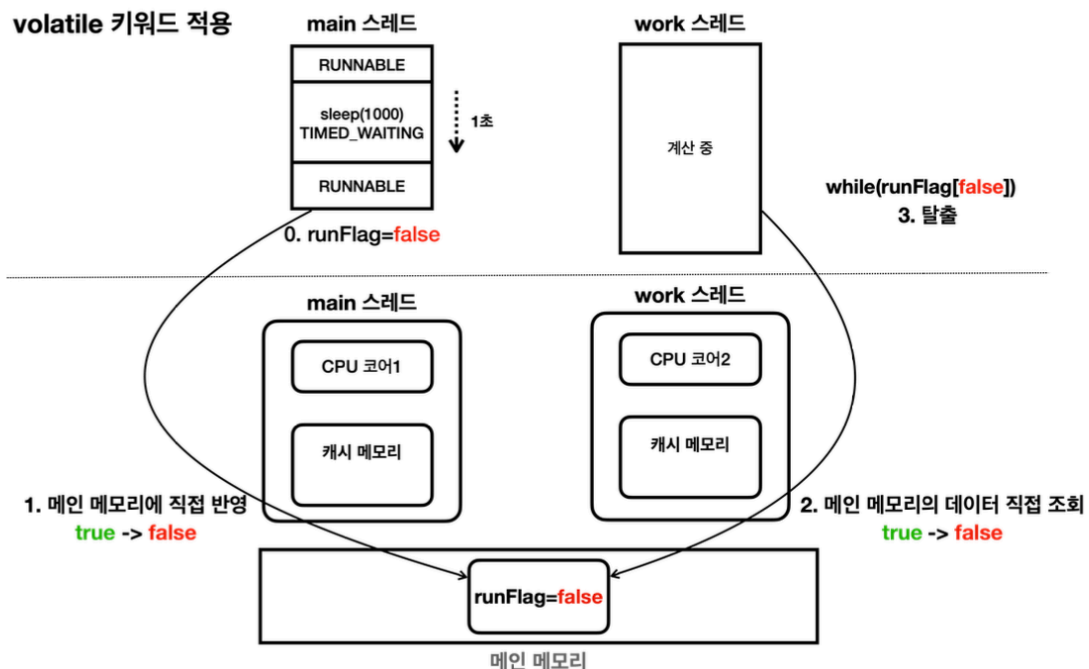 volatile 키워드 적용
main 스레드
RUNNABLE
sleep(1000)
TIMED_WAITING
1초
RUNNABLE
0. runFlag=false
work 스레드
계산 중
while(runFlag[false])
3. 탈출
main 스레드
CPU 코어1
캐시 메모리
work 스레드
CPU 코어2
캐시 메모리
1. 메인 메모리에 직접 반영
true -> false
2. 메인 메모리의 데이터 직접 조회
true -> false
runFlag=false
메인 메모리